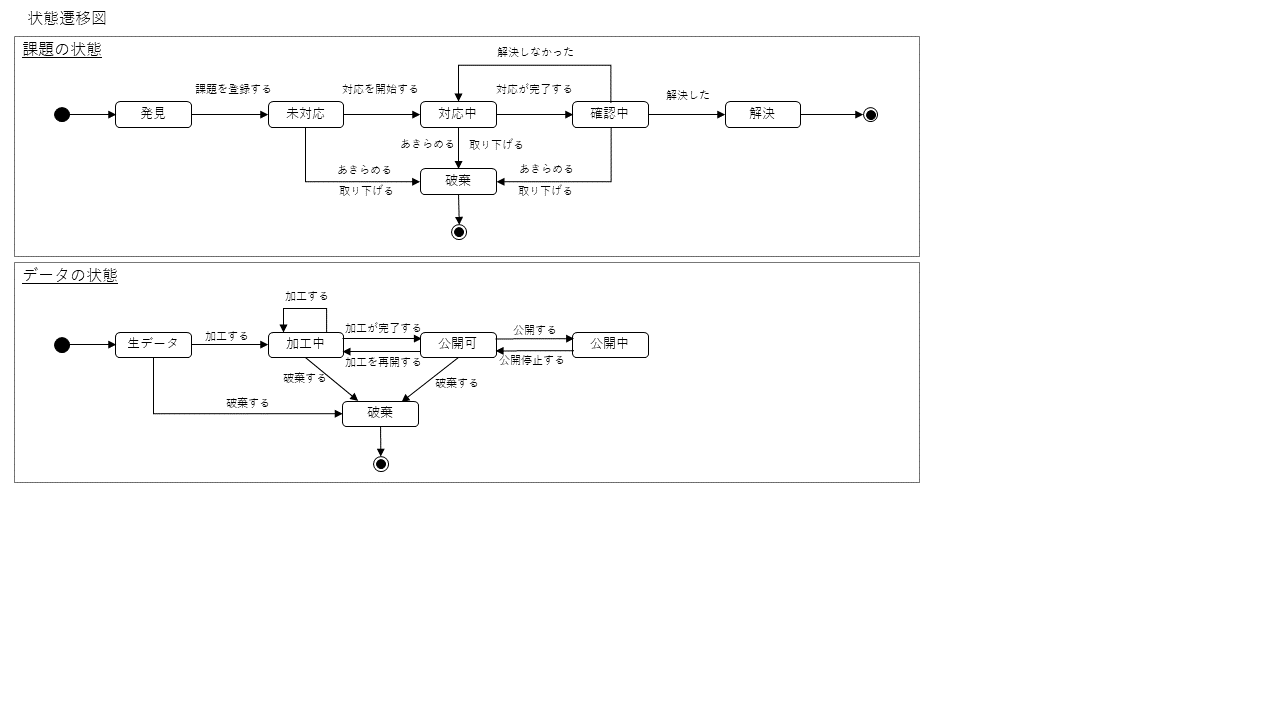 状態遷移図
課題の状態
解決しなかった
課題を登録する
対応を開始する
対応が完了する
解決した
発見
未対応
対応中
確認中
解決
あきらめる
取り下げる
あきらめる
取り下げる
破棄
あきらめる
取り下げる
データの状態
加工する
加工する
加工が完了する
公開する
生データ
加工中
公開可
公開中
加工を再開する
公開停止する
破棄する
破棄する
破棄する
破棄